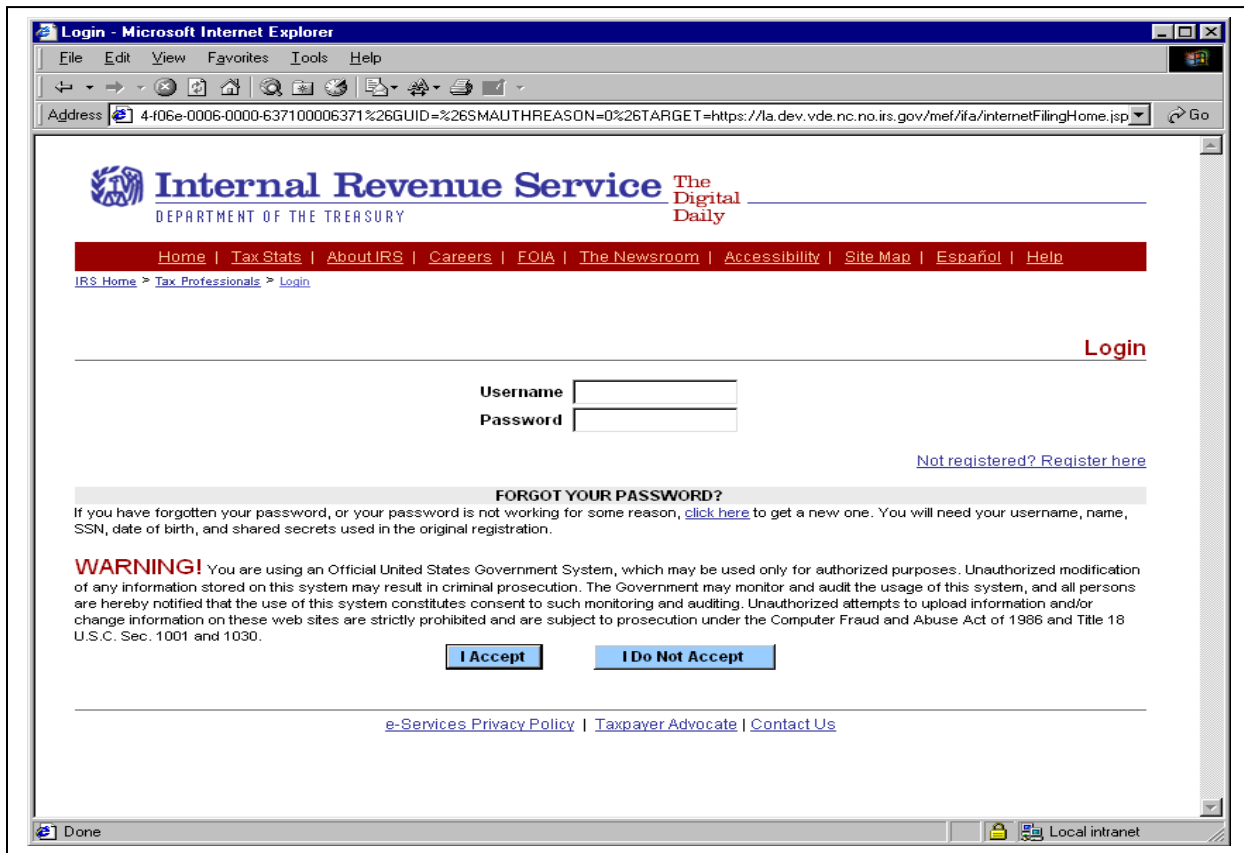 Login - Microsoft Internet Explorer
File Edit View Favorites Tools Help
Address 4-f06e-0006-0000-637100006371%26GUID=%26SMAUTHREASON=0%26TARGET=https://la.dev.vde.nc.no.irs.gov/mef/ifa/internetFilingHome.jsp Go
Internal Revenue Service
DEPARTMENT OF THE TREASURY
The
Digital
Daily
Home | Tax Stats | About IRS | Careers | FOIA | The Newsroom | Accessibility | Site Map | Español | Help
IRS Home > Tax Professionals > Login
Login
Username
Password
Not registered? Register here
FORGOT YOUR PASSWORD?
If you have forgotten your password, or your password is not working for some reason, click here to get a new one. You will need your username, name,
SSN, date of birth, and shared secrets used in the original registration.
WARNING! You are using an Official United States Government System, which may be used only for authorized purposes. Unauthorized modification
of any information stored on this system may result in criminal prosecution. The Government may monitor and audit the usage of this system, and all persons
are hereby notified that the use of this system constitutes consent to such monitoring and auditing. Unauthorized attempts to upload information and/or
change information on these web sites are strictly prohibited and are subject to prosecution under the Computer Fraud and Abuse Act of 1986 and Title 18
U.S.C. Sec. 1001 and 1030.
I Accept I Do Not Accept
e-Services Privacy Policy | Taxpayer Advocate | Contact Us
Done Local intranet